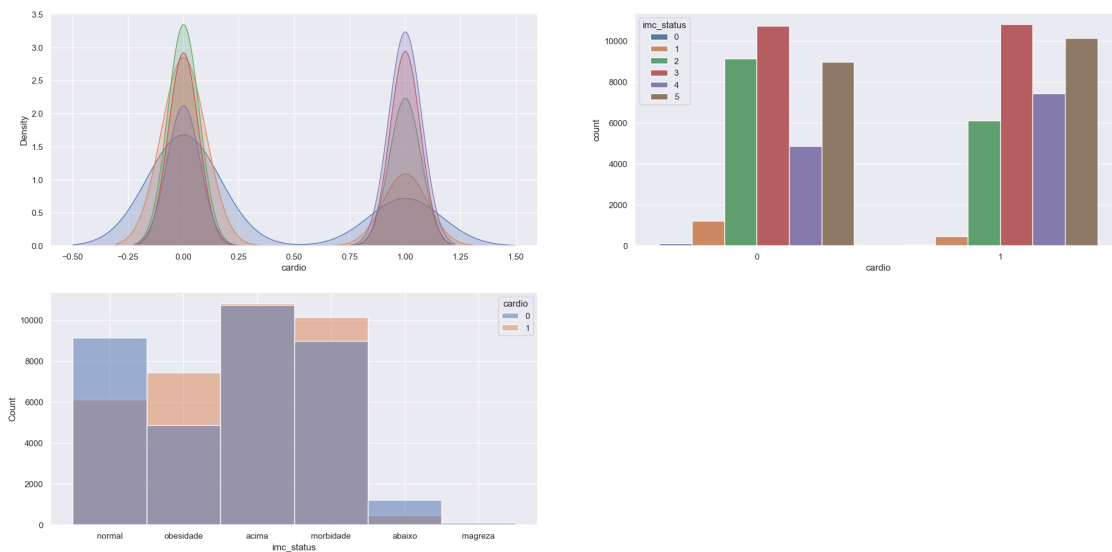 3.5
3.0
2.5
2.0
1.5
1.0
0.5
0.0
Density
−0.50
−0.25
0.00
0.25
0.50
0.75
1.00
1.25
1.50
cardio
imc_status
0
1
2
3
4
5
10000
8000
6000
4000
2000
0
count
0
1
cardio
cardio
0
1
10000
8000
6000
4000
2000
0
Count
normal
obesidade
acima
morbidade
abaixo
magreza
imc_status